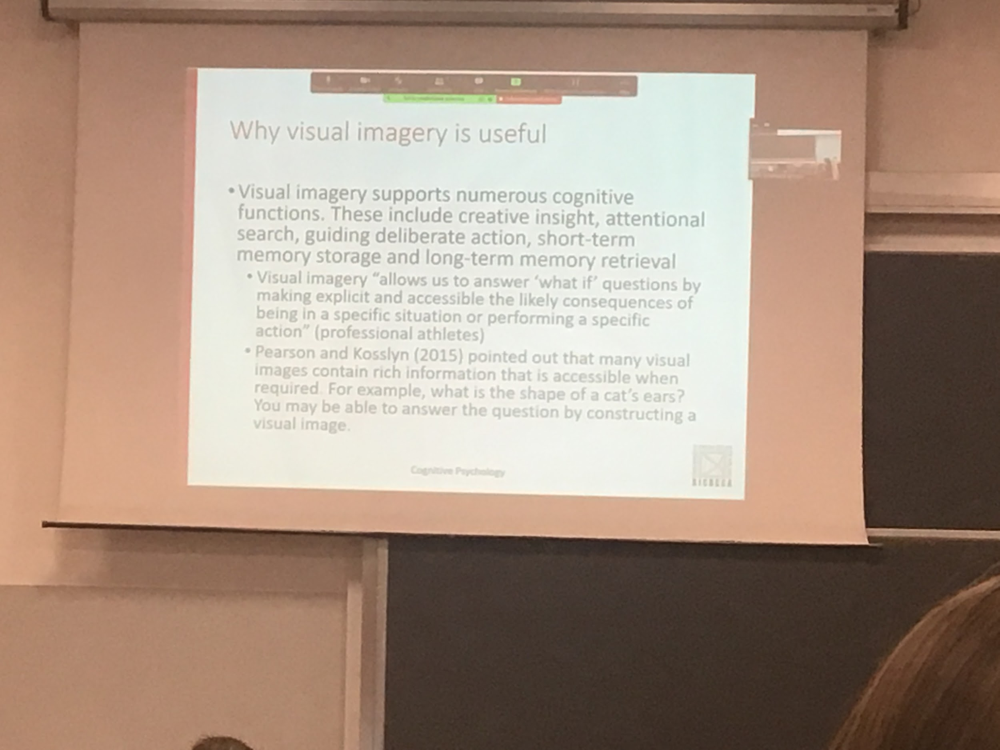 Why visual imagery is useful
• Visual imagery supports numerous cognitive
functions. These include creative insight, attentional
search, guiding deliberate action, short-term
memory storage and long-term memory retrieval
• Visual imagery “allows us to answer ‘what if’ questions by
making explicit and accessible the likely consequences of
being in a specific situation or performing a specific
action” (professional athletes)
• Pearson and Kosslyn (2015) pointed out that many visual
images contain rich information that is accessible when
required. For example, what is the shape of a cat’s ears?
You may be able to answer the question by constructing a
visual image.
Cognitive Psychology
BICOCCA